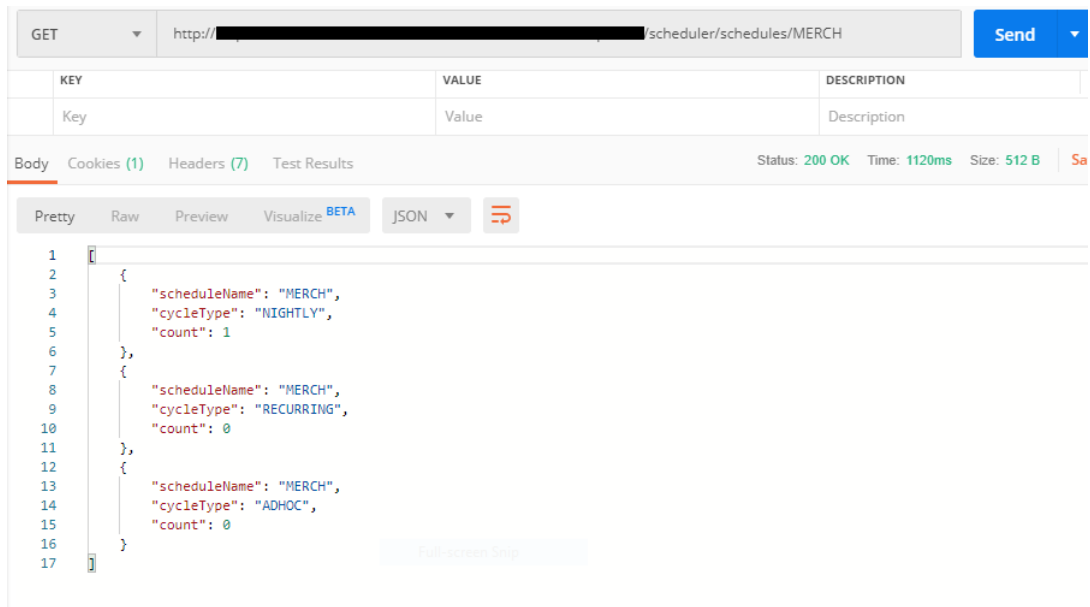 GET http:// /scheduler/schedules/MERCH Send
KEY VALUE DESCRIPTION
Key Value Description
Body Cookies (1) Headers (7) Test Results Status: 200 OK Time: 1120ms Size: 512 B Sa
Pretty Raw Preview Visualize BETA JSON
1 [
2 {
3 "scheduleName": "MERCH",
4 "cycleType": "NIGHTLY",
5 "count": 1
6 },
7 {
8 "scheduleName": "MERCH",
9 "cycleType": "RECURRING",
10 "count": 0
11 },
12 {
13 "scheduleName": "MERCH",
14 "cycleType": "ADHOC",
15 "count": 0
16 }
Full-screen Snip
17 ]